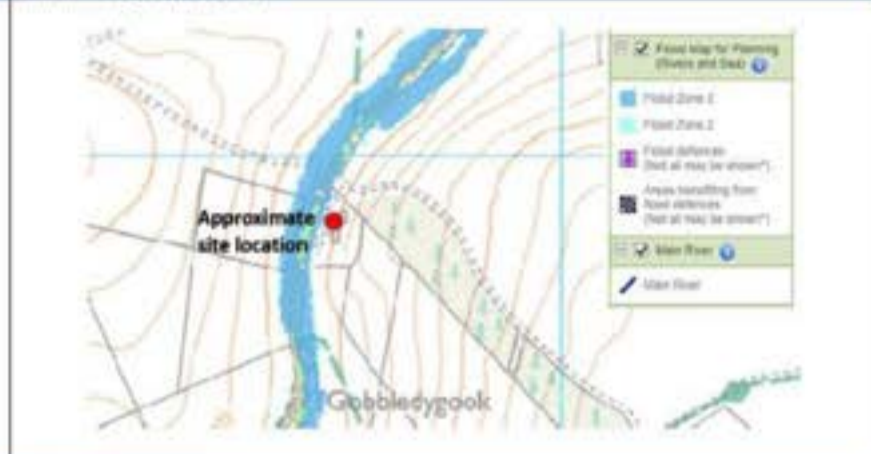 Flood Map for Planning
(Rivers and Sea)
Flood Zone 3
Flood Zone 2
Flood defences
(Not all may be shown*)
Areas benefiting from
flood defences
(Not all may be shown*)
Main River
Main River
Approximate
site location
Gobbledygook